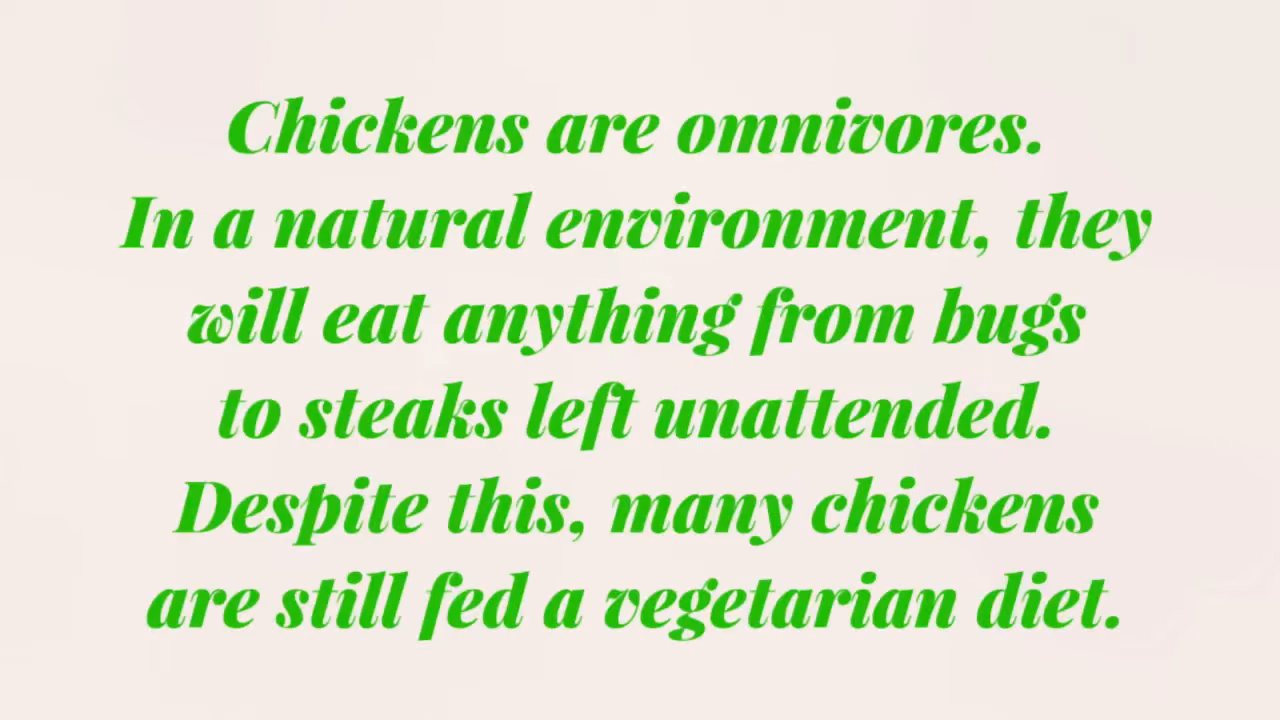 Chickens are omnivores.
In a natural environment, they
will eat anything from bugs
to steaks left unattended.
Despite this, many chickens
are still fed a vegetarian diet.